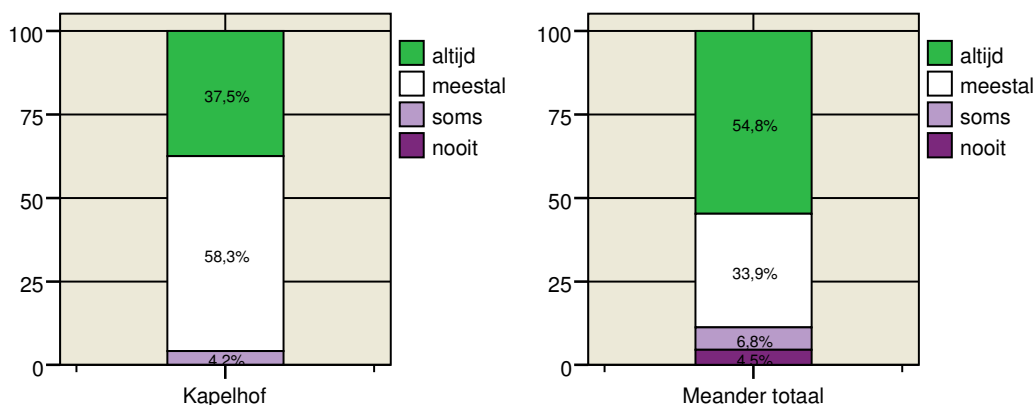 100
75
50
25
0
37,5%
58,3%
4,2%
Kapelhof
altijd
meestal
soms
nooit
100
75
50
25
0
54,8%
33,9%
6,8%
4,5%
Meander totaal
altijd
meestal
soms
nooit